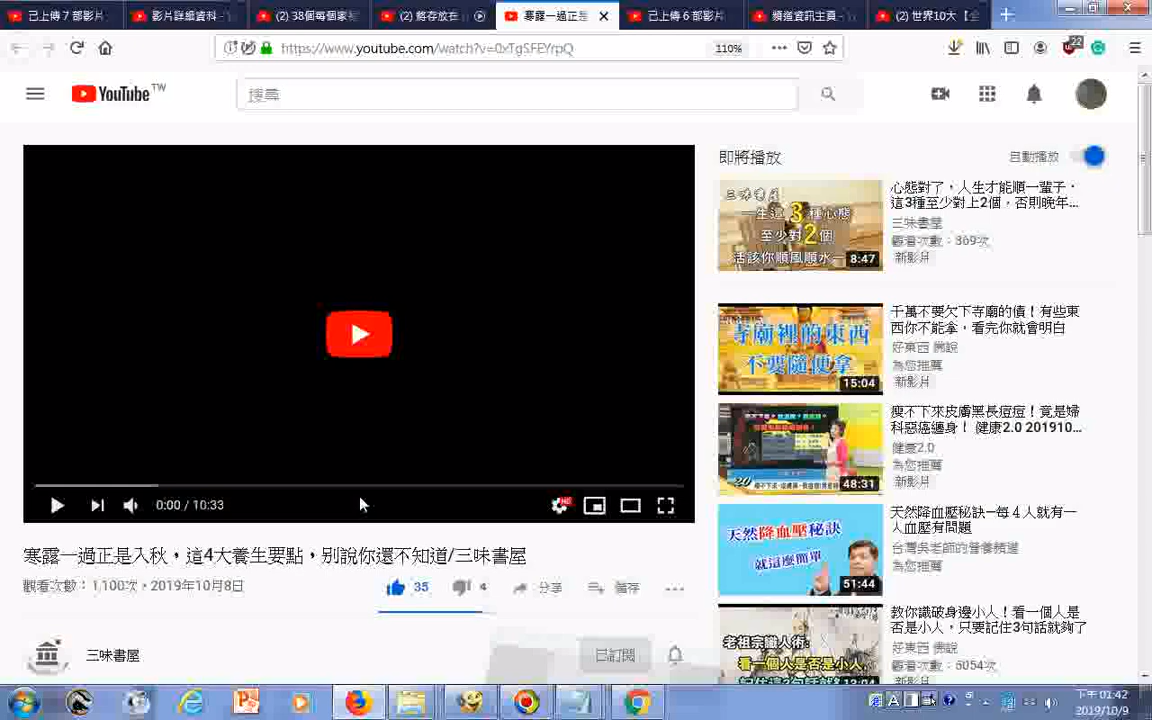 己上傳 7 部影片
影片詳細資料 -
(2) 38個每個家
(2) 能存放在
寒露一過正是
己上傳 6 部影片
頻道資訊主頁
(2) 世界10大【
https://www.youtube.com/watch?v=0xTgSFEYrpQ
110%
22
YouTube TW
搜尋
即將播放
自動播放
三味書屋
一生這3種心態
至少對2個
活該你順風順水一
8:47
心態對了，人生才能順一輩子，
這3種至少對上2個，否則晚年...
三味書屋
觀看次數：369次
新影片
寺廟裡的東西
不要隨便拿
15:04
千萬不要欠下寺廟的債！有些東
西你不能拿，看完你就會明白
好東西 佛說
為您推薦
新影片
48:31
瘦不下來皮膚黑長痘痘！竟是婦
科惡癌纏身！ 健康2.0 201910...
健康2.0
為您推薦
新影片
天然降血壓秘訣
就這麼簡單
51:44
天然降血壓秘訣—每４人就有一
人血壓有問題
台灣吳老師的營養頻道
為您推薦
老祖宗識人術:
看一個人是否是小人,
教你識破身邊小人！看一個人是
否是小人，只要記住3句話就夠了
好東西 佛說
觀看次數：5054次
HD
0:00 / 10:33
寒露一過正是入秋，這4大養生要點，別說你還不知道/三味書屋
觀看次數：1,100次・2019年10月8日
35
4
分享
儲存
三味書屋
已訂閱
下午 01:42
2019/10/9